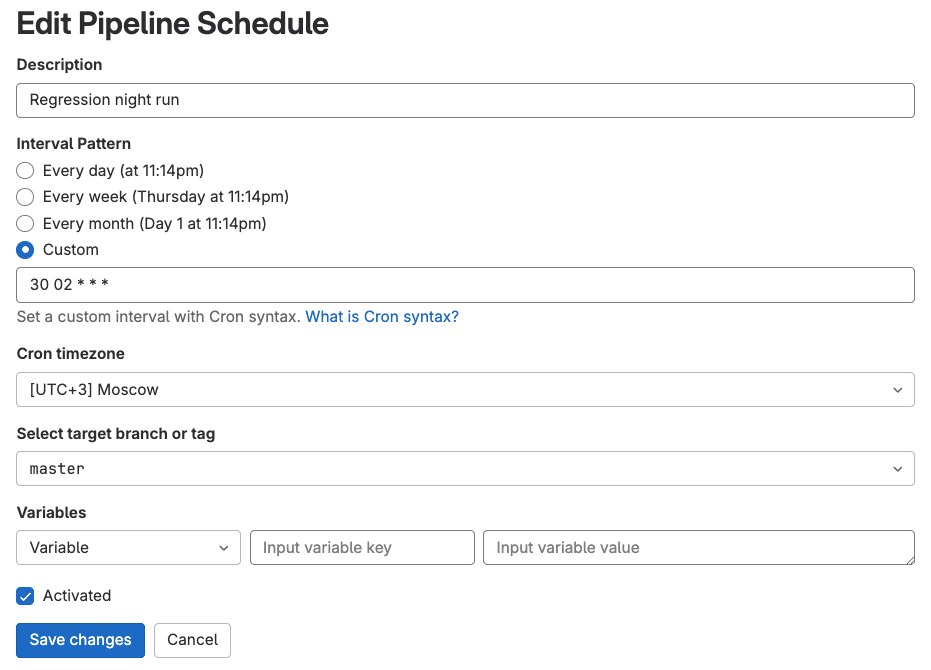 Edit Pipeline Schedule
Description
Regression night run
Interval Pattern
Every day (at 11:14pm)
Every week (Thursday at 11:14pm)
Every month (Day 1 at 11:14pm)
Custom
30 02 * * *
Set a custom interval with Cron syntax. What is Cron syntax?
Cron timezone
[UTC+3] Moscow
Select target branch or tag
master
Variables
Variable Input variable key Input variable value
Activated
Save changes Cancel